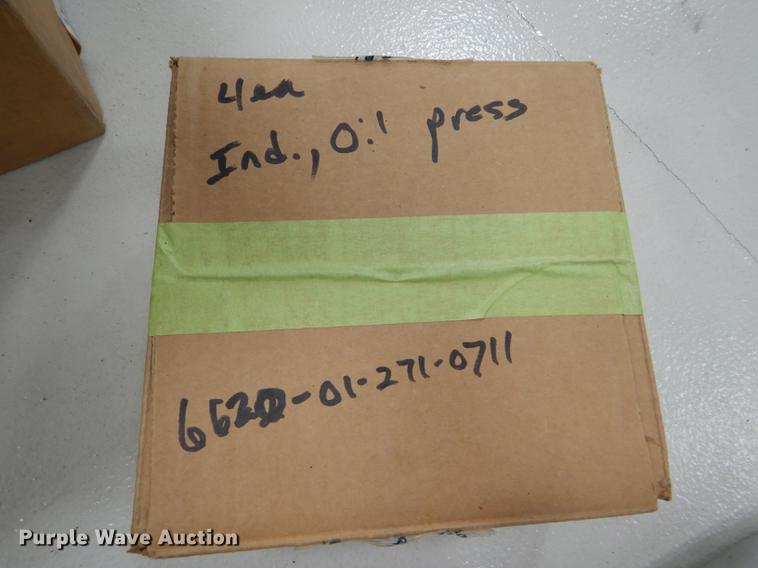 4ea
Ind., Oil press
6620-01-271-0711
Purple Wave Auction